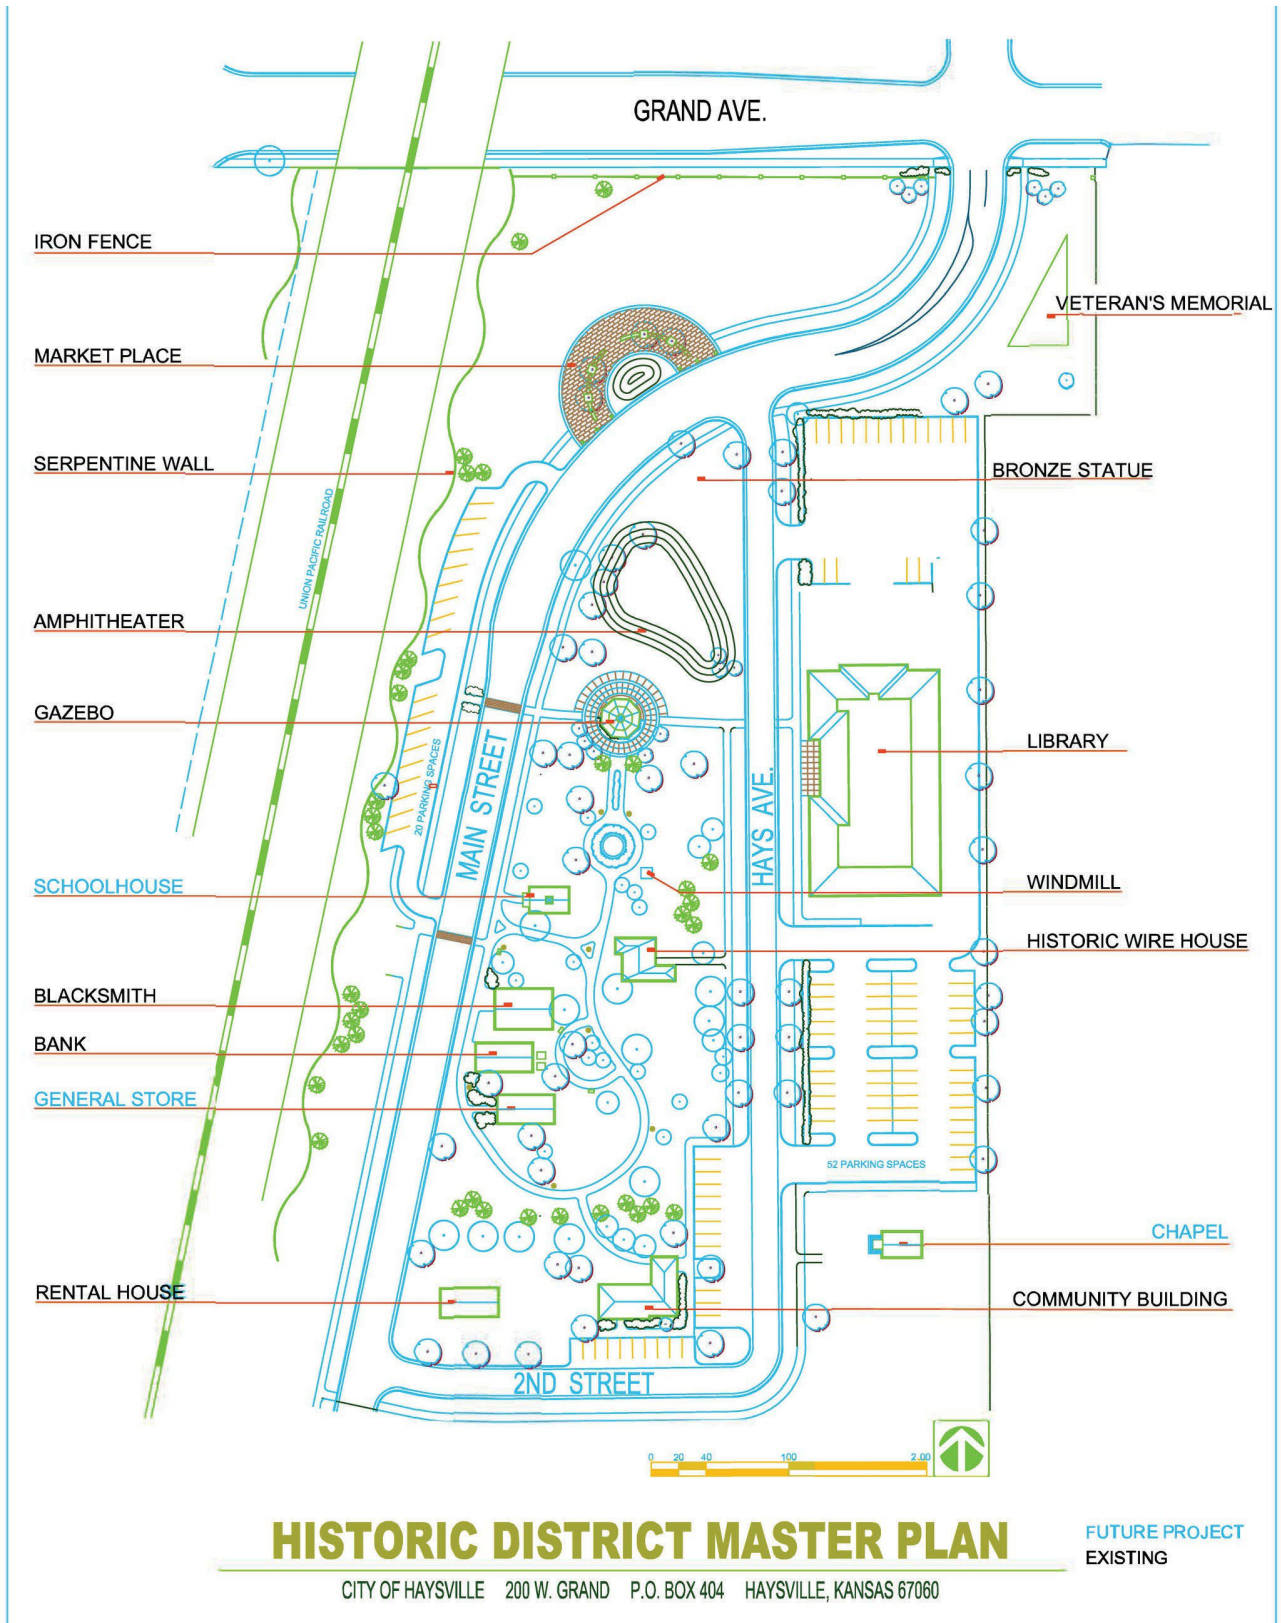 GRAND AVE.
IRON FENCE
VETERAN'S MEMORIAL
MARKET PLACE
SERPENTINE WALL
BRONZE STATUE
UNION PACIFIC RAILROAD
AMPHITHEATER
GAZEBO
LIBRARY
20 PARKING SPACES
MAIN STREET
HAYS AVE.
SCHOOLHOUSE
WINDMILL
HISTORIC WIRE HOUSE
BLACKSMITH
BANK
GENERAL STORE
52 PARKING SPACES
CHAPEL
RENTAL HOUSE
COMMUNITY BUILDING
2ND STREET
0 20 40 100 2.00
HISTORIC DISTRICT MASTER PLAN
FUTURE PROJECT
EXISTING
CITY OF HAYSVILLE 200 W. GRAND P.O. BOX 404 HAYSVILLE, KANSAS 67060